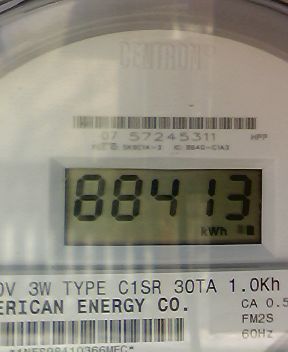 CENTRON
07 57245311 MPP
88413
kWh
0V 3W TYPE C1SR 30TA 1.0Kh
ERICAN ENERGY CO.
CA 0.5
FM2S
60Hz